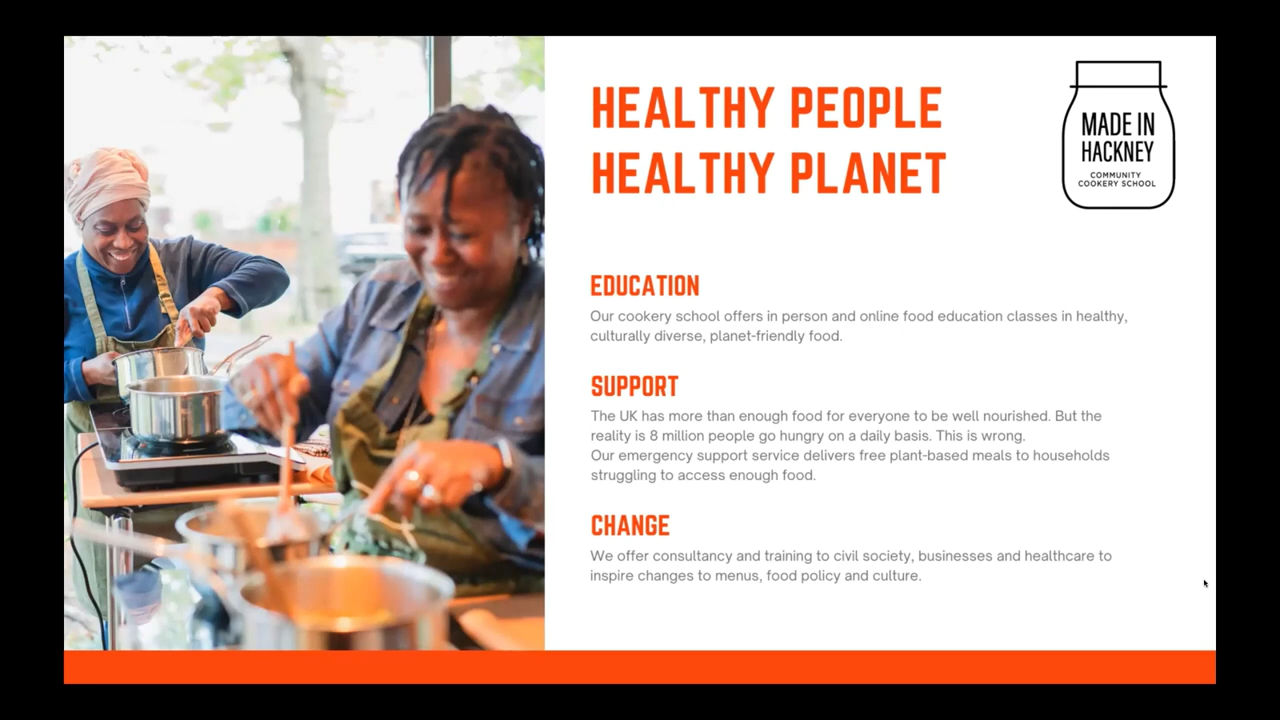 HEALTHY PEOPLE
HEALTHY PLANET
MADE IN
HACKNEY
COMMUNITY
COOKERY SCHOOL
EDUCATION
Our cookery school offers in person and online food education classes in healthy,
culturally diverse, planet-friendly food.
SUPPORT
The UK has more than enough food for everyone to be well nourished. But the
reality is 8 million people go hungry on a daily basis. This is wrong.
Our emergency support service delivers free plant-based meals to households
struggling to access enough food.
CHANGE
We offer consultancy and training to civil society, businesses and healthcare to
inspire changes to menus, food policy and culture.